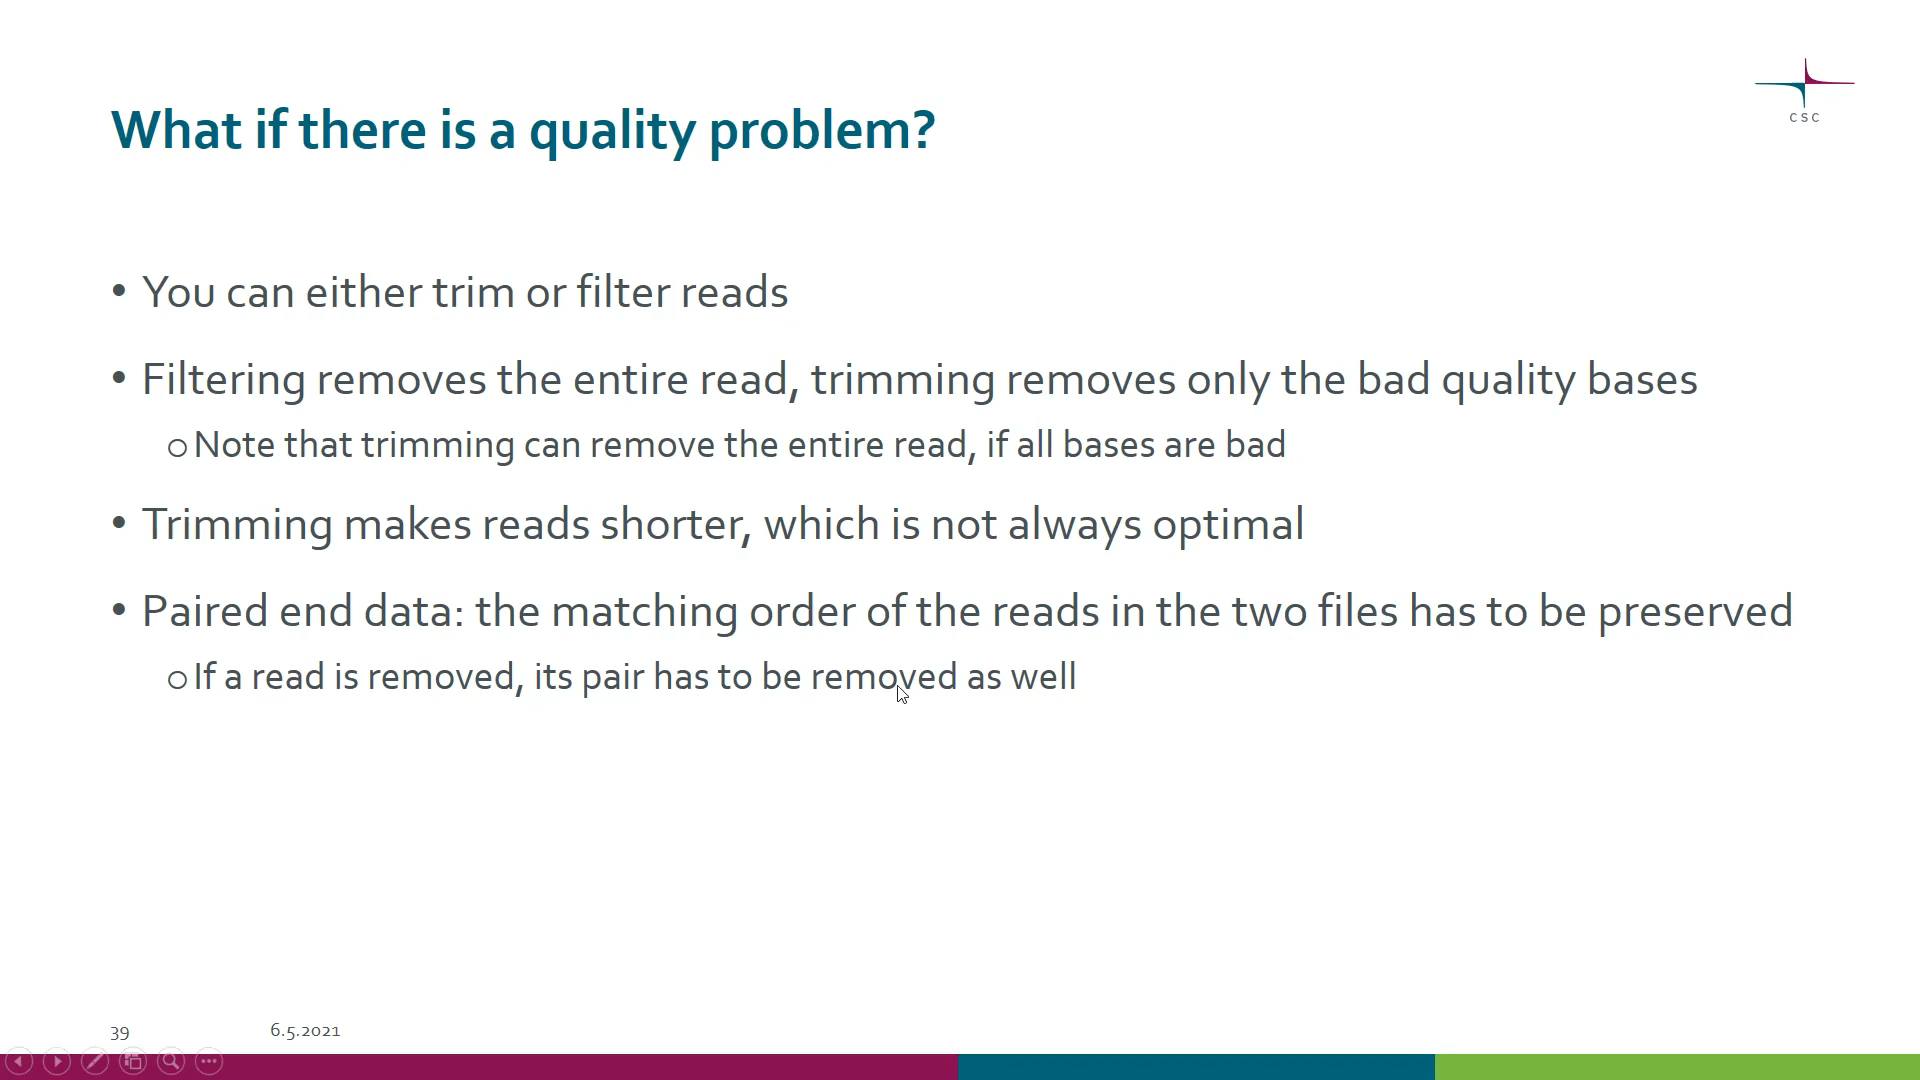 CSC
What if there is a quality problem?
• You can either trim or filter reads
• Filtering removes the entire read, trimming removes only the bad quality bases
o Note that trimming can remove the entire read, if all bases are bad
• Trimming makes reads shorter, which is not always optimal
• Paired end data: the matching order of the reads in the two files has to be preserved
o If a read is removed, its pair has to be removed as well
39 6.5.2021